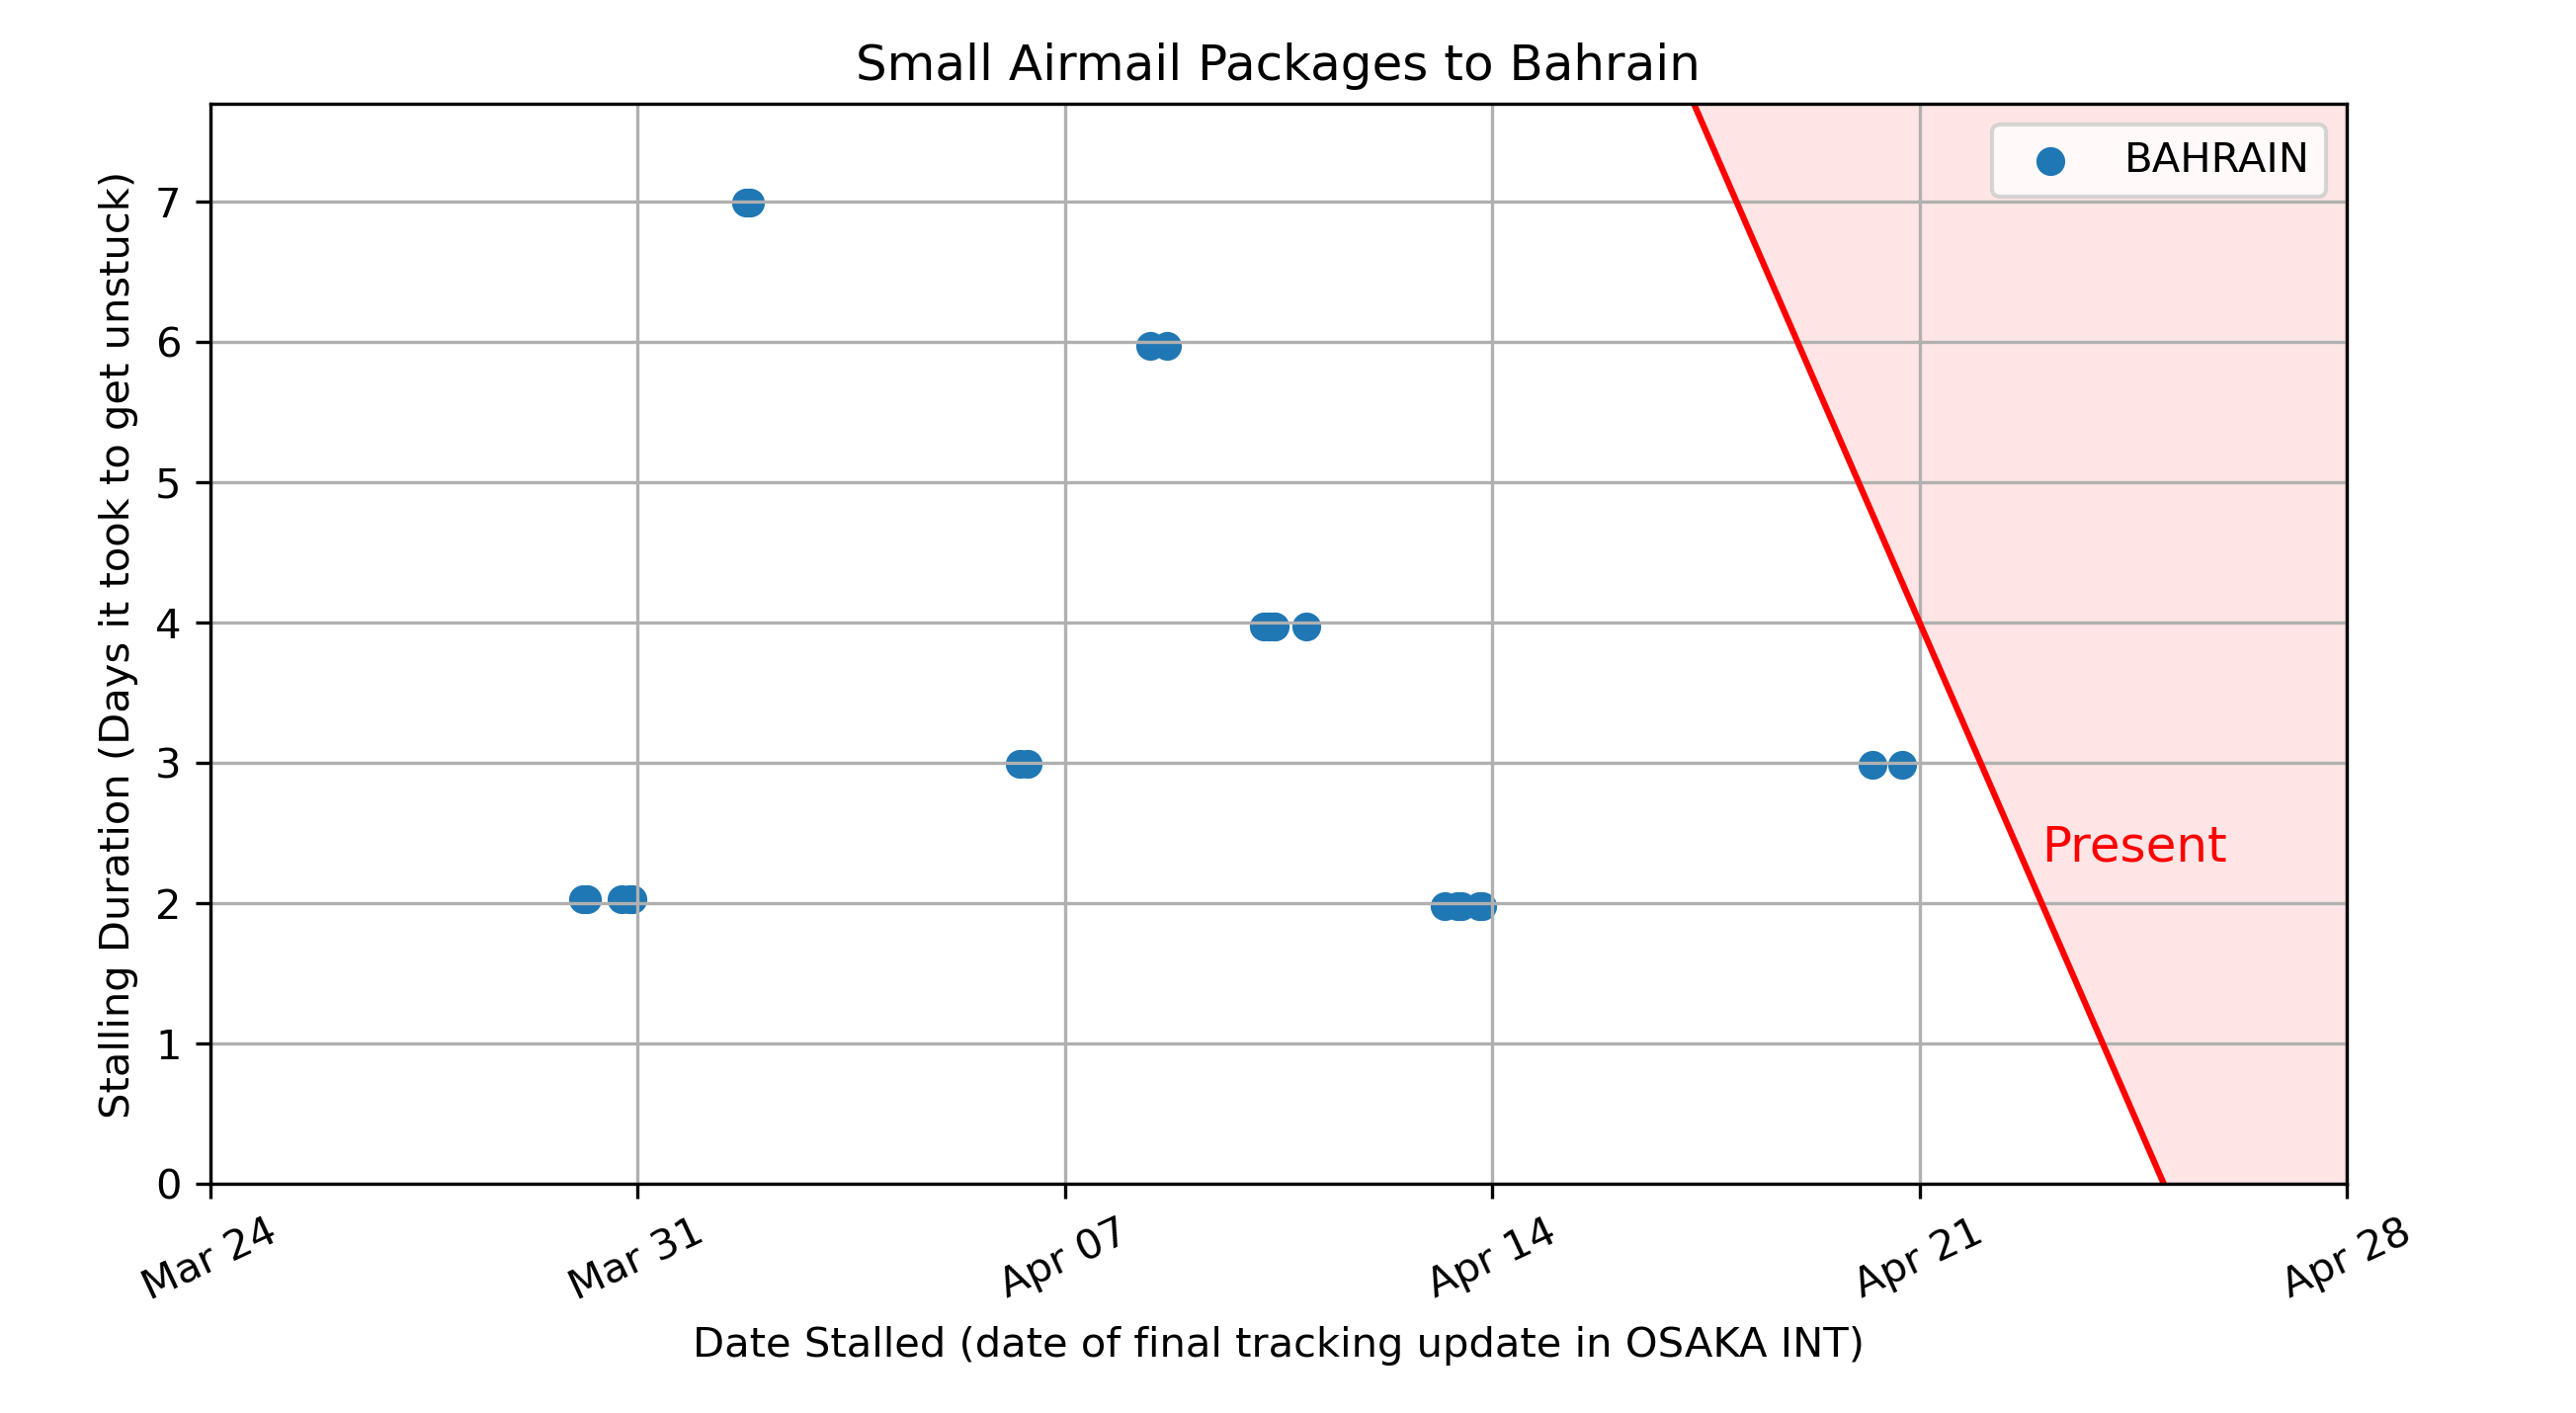 Small Airmail Packages to Bahrain
BAHRAIN
Stalling Duration (Days it took to get unstuck)
7
6
5
4
3
2
1
0
Present
Mar 24
Mar 31
Apr 07
Apr 14
Apr 21
Apr 28
Date Stalled (date of final tracking update in OSAKA INT)